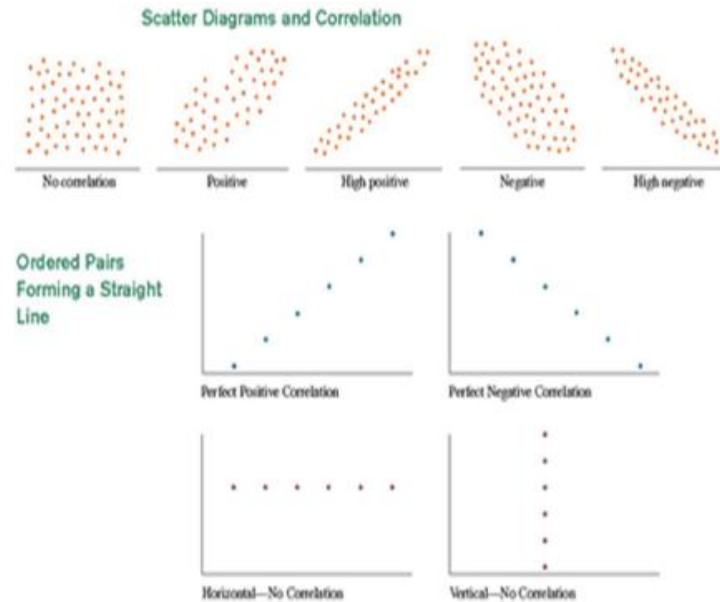 Scatter Diagrams and Correlation
No correlation
Positive
High positive
Negative
High negative
Ordered Pairs
Forming a Straight
Line
Perfect Positive Correlation
Perfect Negative Correlation
Horizontal—No Correlation
Vertical—No Correlation